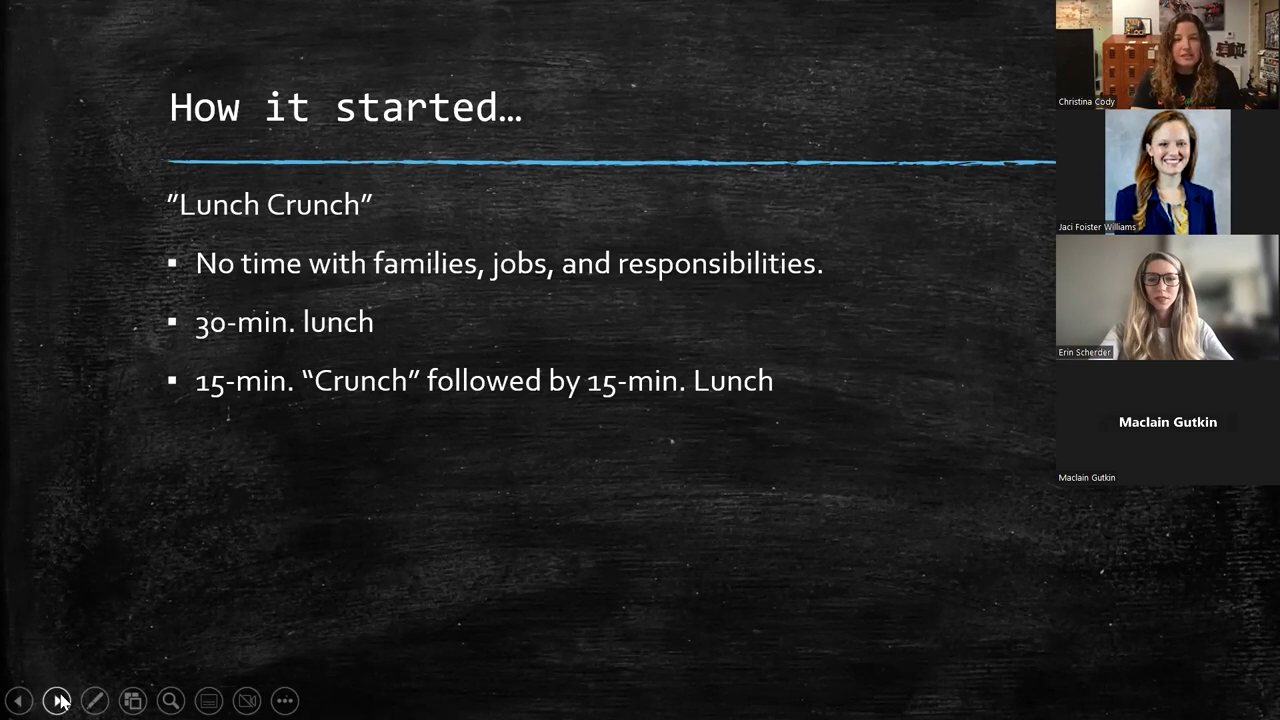 How it started…
"Lunch Crunch"
▪ No time with families, jobs, and responsibilities.
▪ 30-min. lunch
▪ 15-min. “Crunch” followed by 15-min. Lunch
Christina Cody
Jaci Foister Williams
Erin Scherder
Maclain Gutkin
Maclain Gutkin